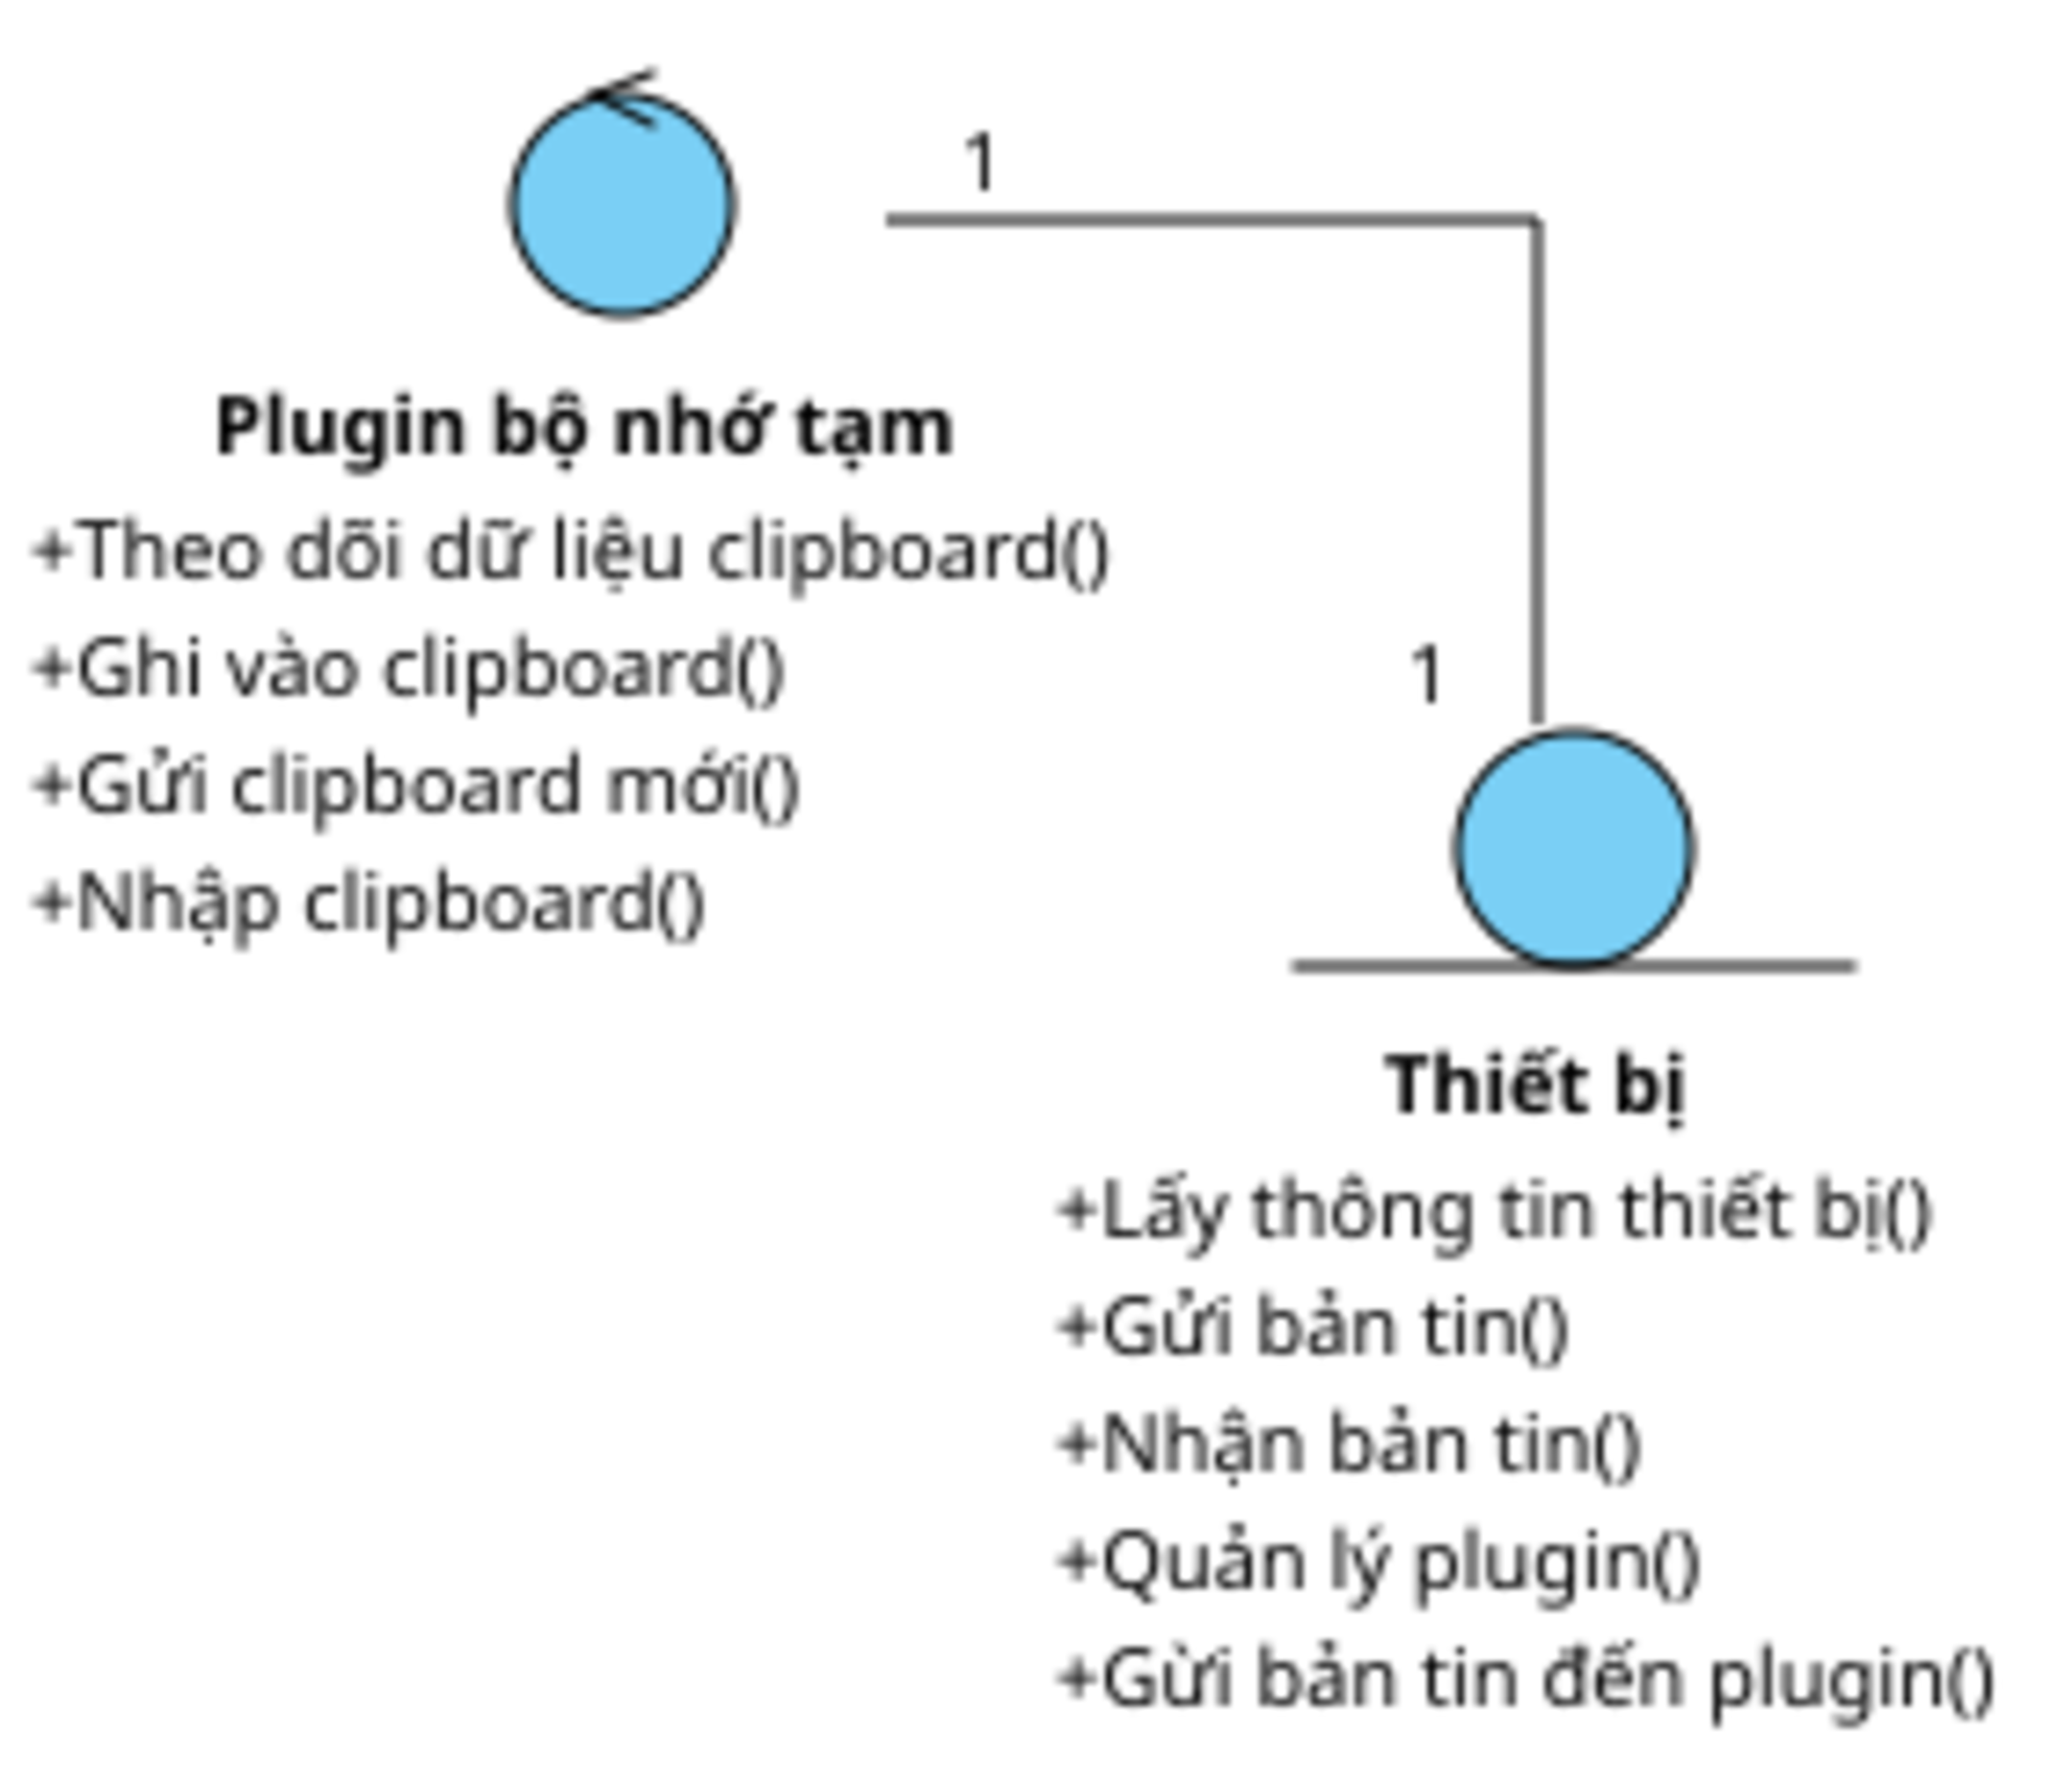 1
Plugin bộ nhớ tạm
+Theo dõi dữ liệu clipboard()
+Ghi vào clipboard()
+Gửi clipboard mới()
+Nhập clipboard()
1
Thiết bị
+Lấy thông tin thiết bị()
+Gửi bản tin()
+Nhận bản tin()
+Quản lý plugin()
+Gừi bản tin đến plugin()